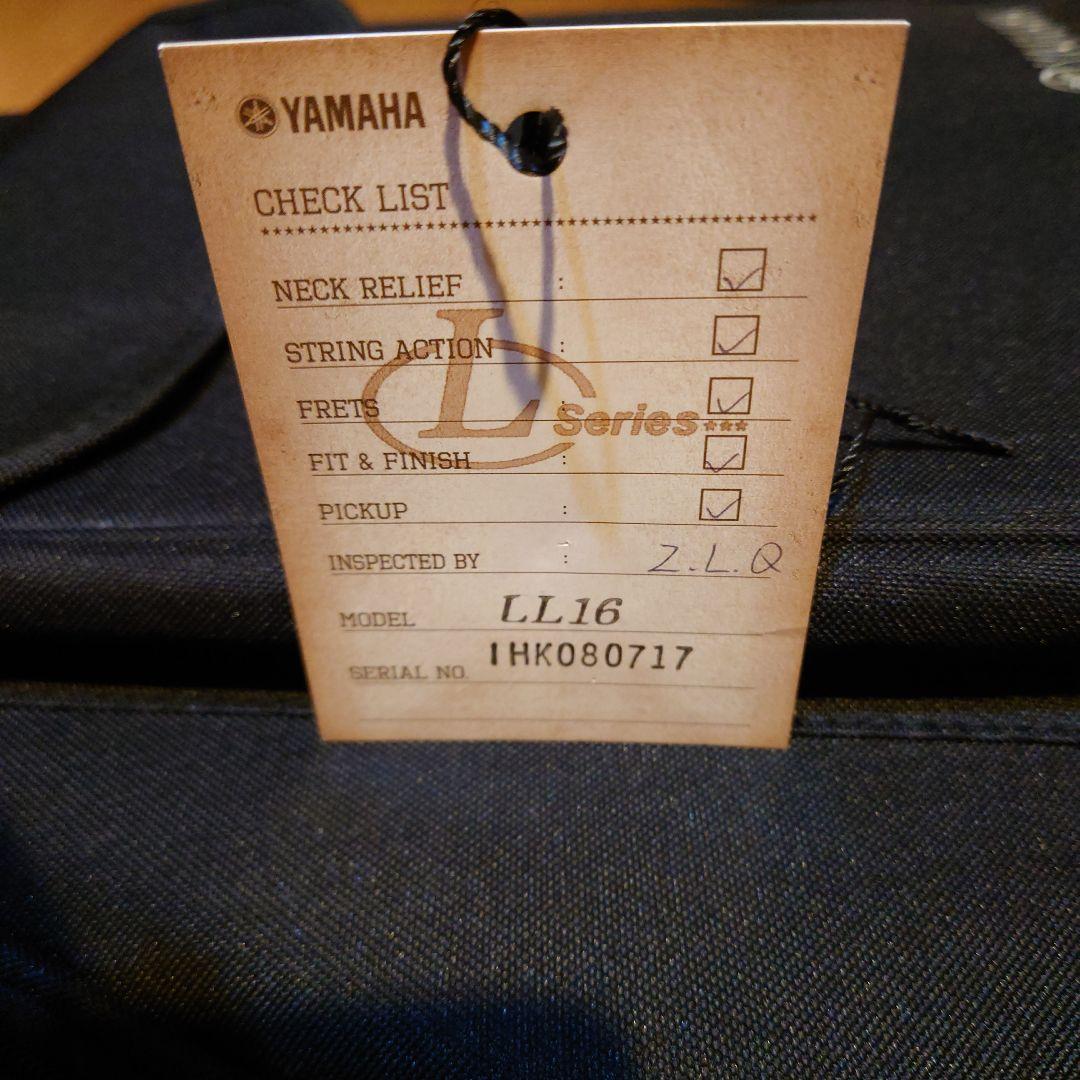 YAMAHA
CHECK LIST
****************************************************
NECK RELIEF :
STRING ACTION :
FRETS :
L Series***
FIT & FINISH :
PICKUP :
INSPECTED BY : Z.L.Q
MODEL LL16
SERIAL NO. IHK080717